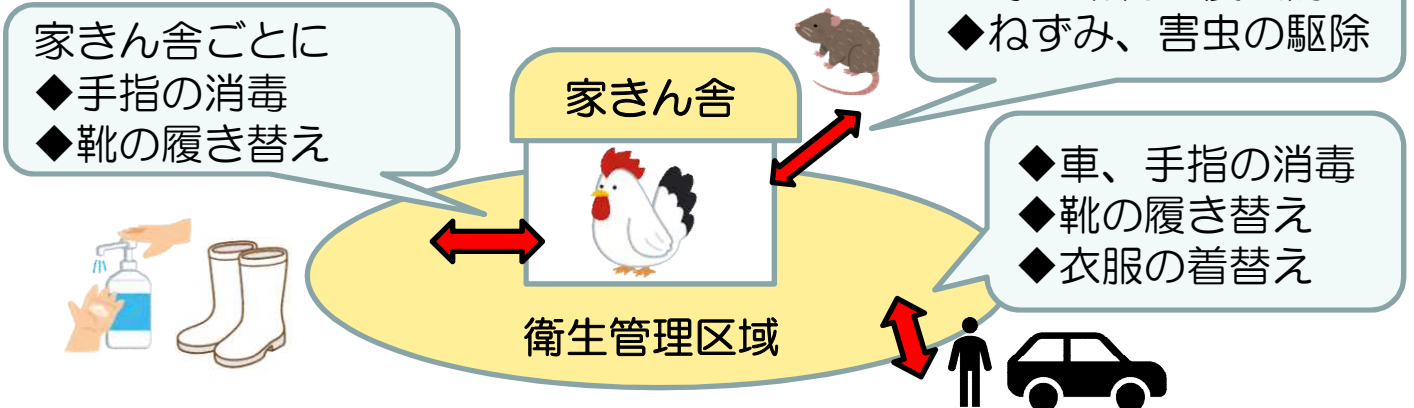 家きん舎ごとに
◆手指の消毒
◆靴の履き替え
家きん舎
◆ねずみ、害虫の駆除
◆車、手指の消毒
◆靴の履き替え
◆衣服の着替え
衛生管理区域